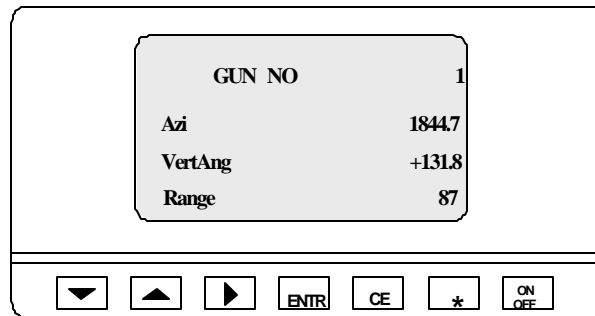 GUN NO 1
Azi 1844.7
VertAng +131.8
Range 87
ENTR CE * ON OFF